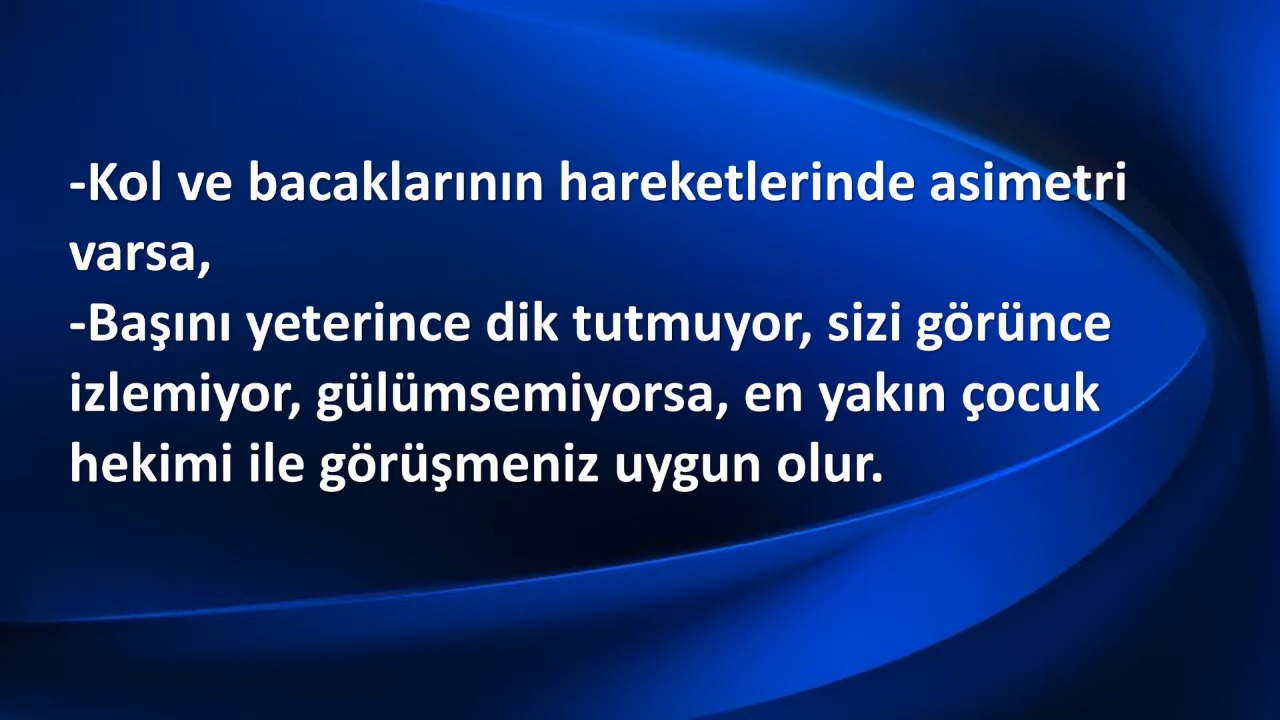 -Kol ve bacaklarının hareketlerinde asimetri
varsa,
-Başını yeterince dik tutmuyor, sizi görünce
izlemiyor, gülümsemiyorsa, en yakın çocuk
hekimi ile görüşmeniz uygun olur.